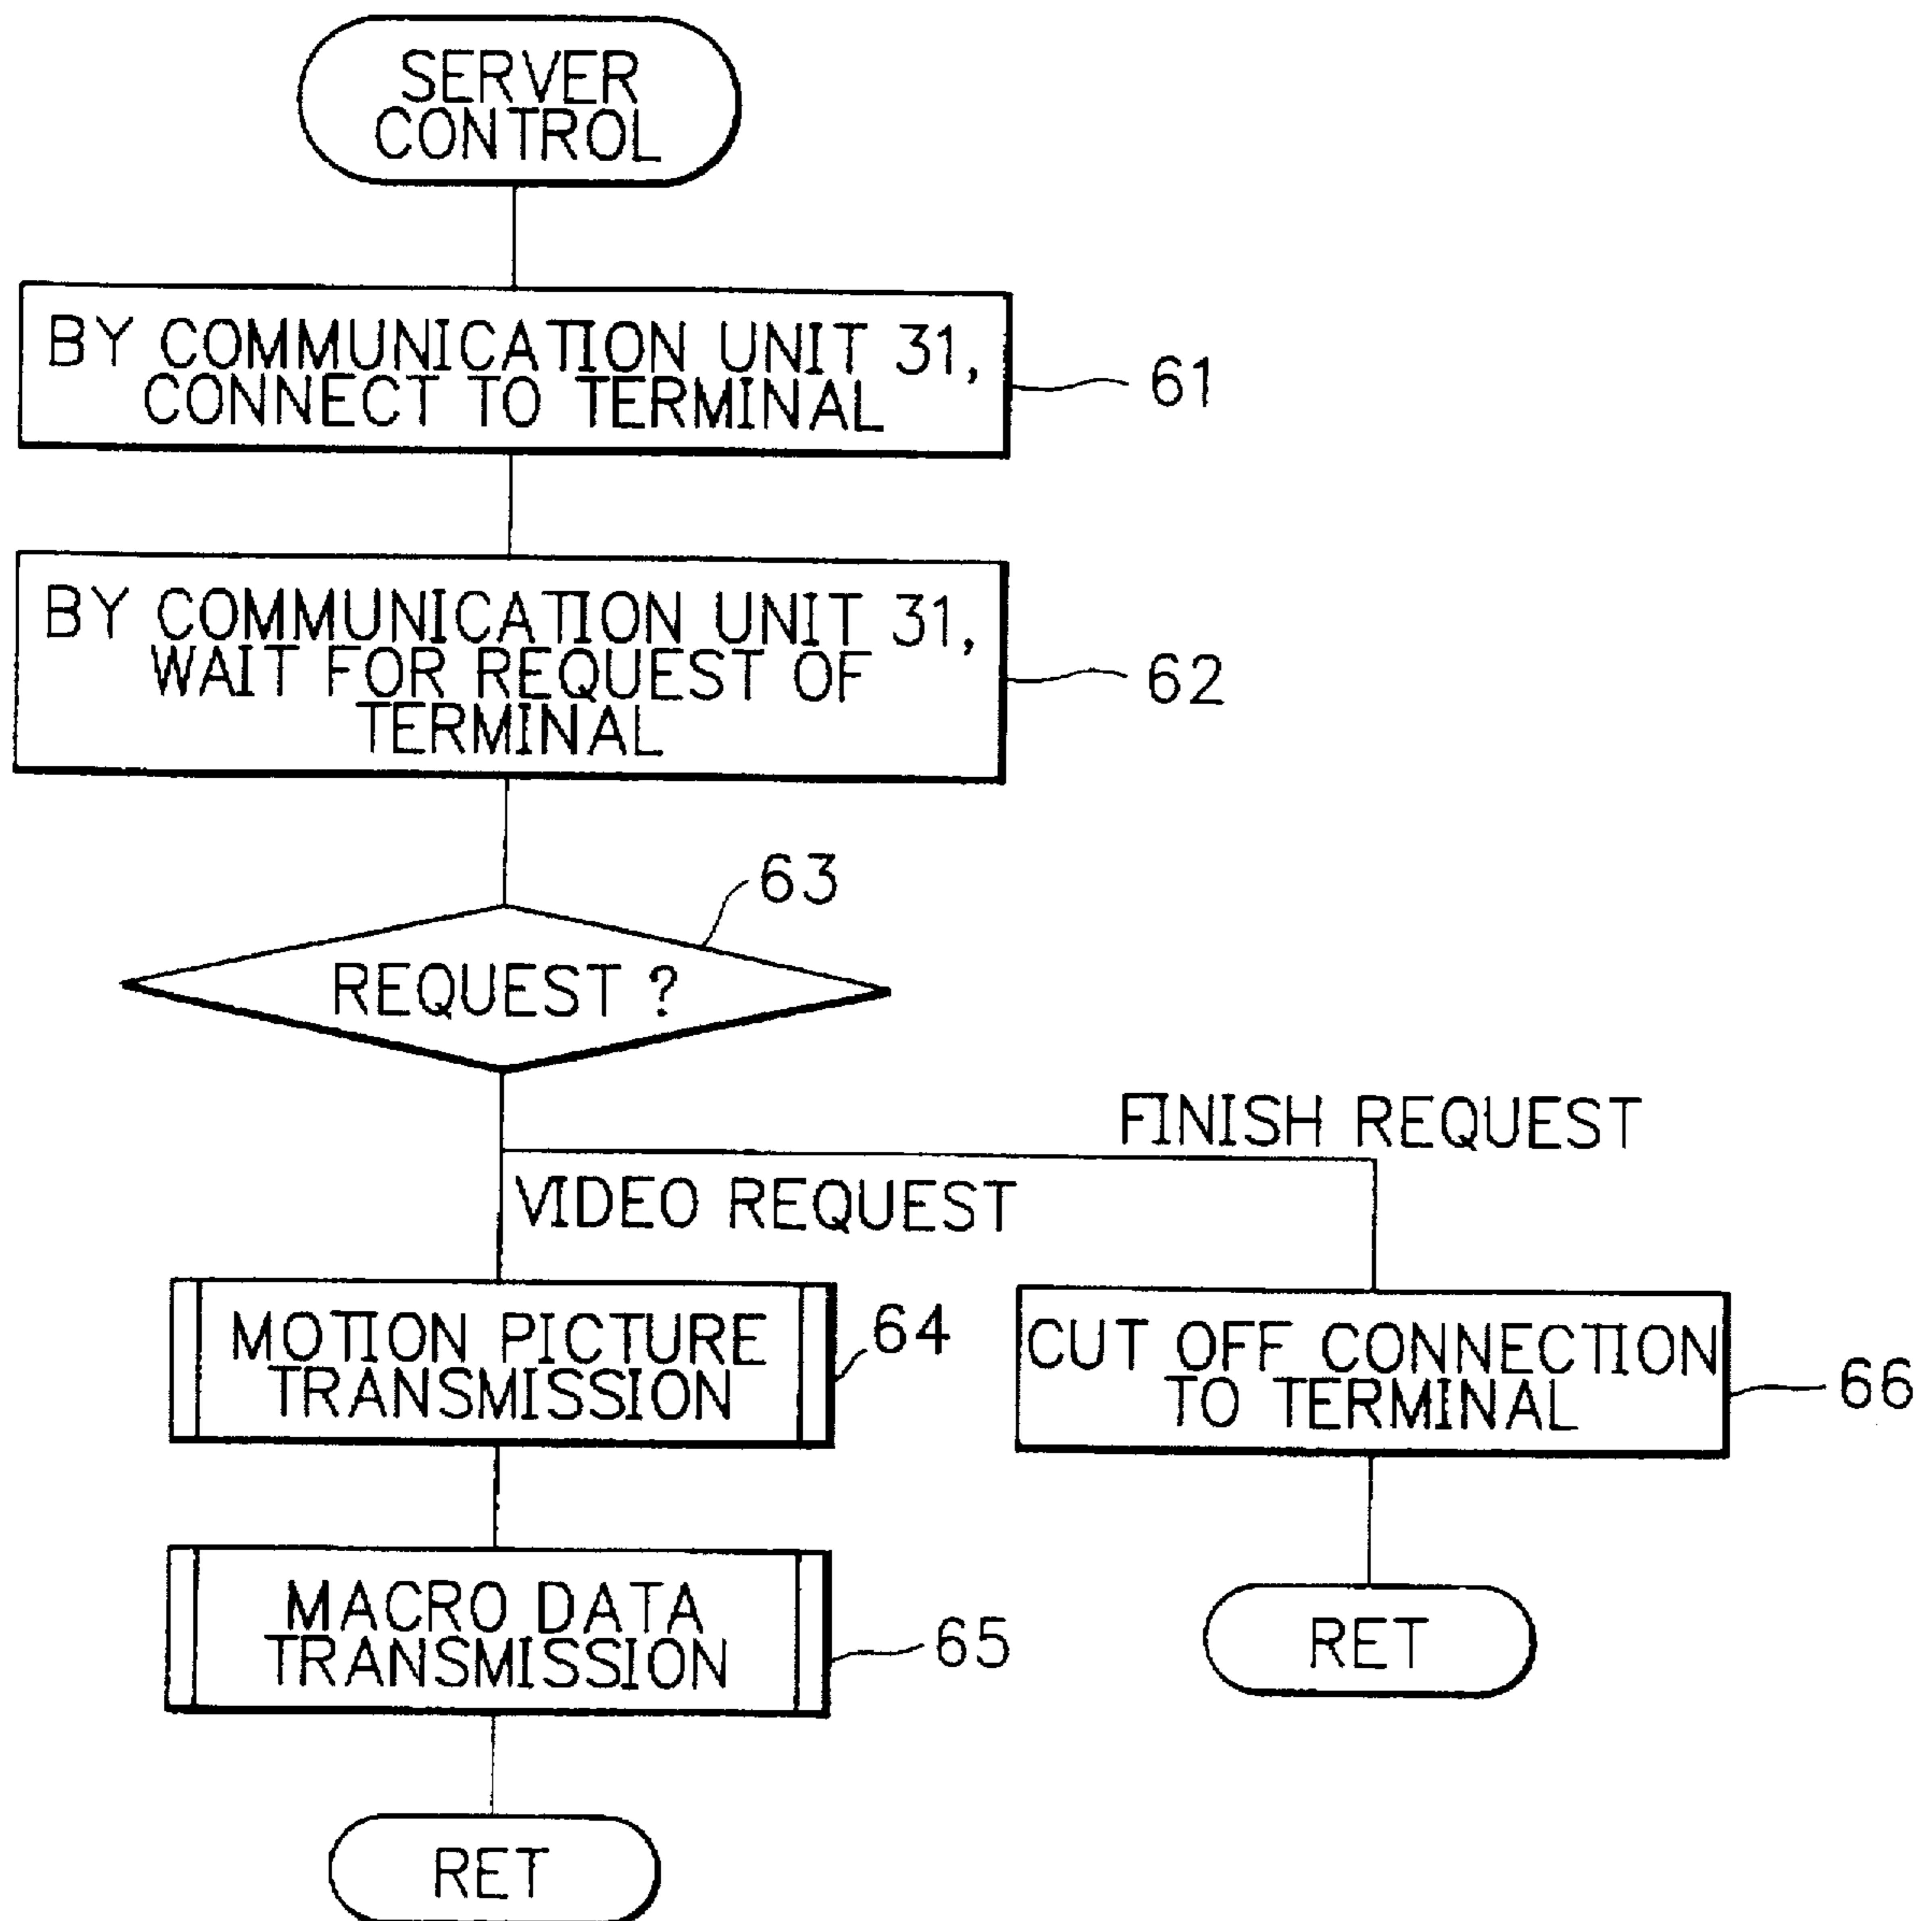 SERVER
CONTROL
BY COMMUNICATION UNIT 31,
CONNECT TO TERMINAL
61
BY COMMUNICATION UNIT 31,
WAIT FOR REQUEST OF
TERMINAL
62
63
REQUEST ?
FINISH REQUEST
VIDEO REQUEST
MOTION PICTURE
TRANSMISSION
64
CUT OFF CONNECTION
TO TERMINAL
66
MACRO DATA
TRANSMISSION
65
RET
RET